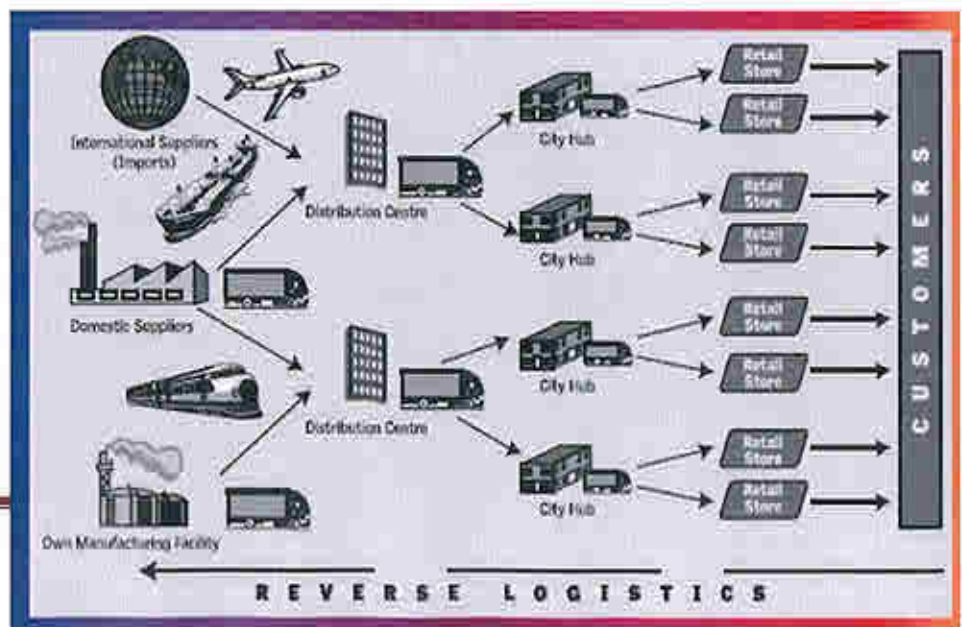 International Suppliers
(Imports)
Distribution Centre
Domestic Suppliers
Distribution Centre
Own Manufacturing Facility
City Hub
City Hub
City Hub
City Hub
Retail
Store
Retail
Store
Retail
Store
Retail
Store
Retail
Store
Retail
Store
Retail
Store
Retail
Store
CUSTOMERS
REVERSE LOGISTICS